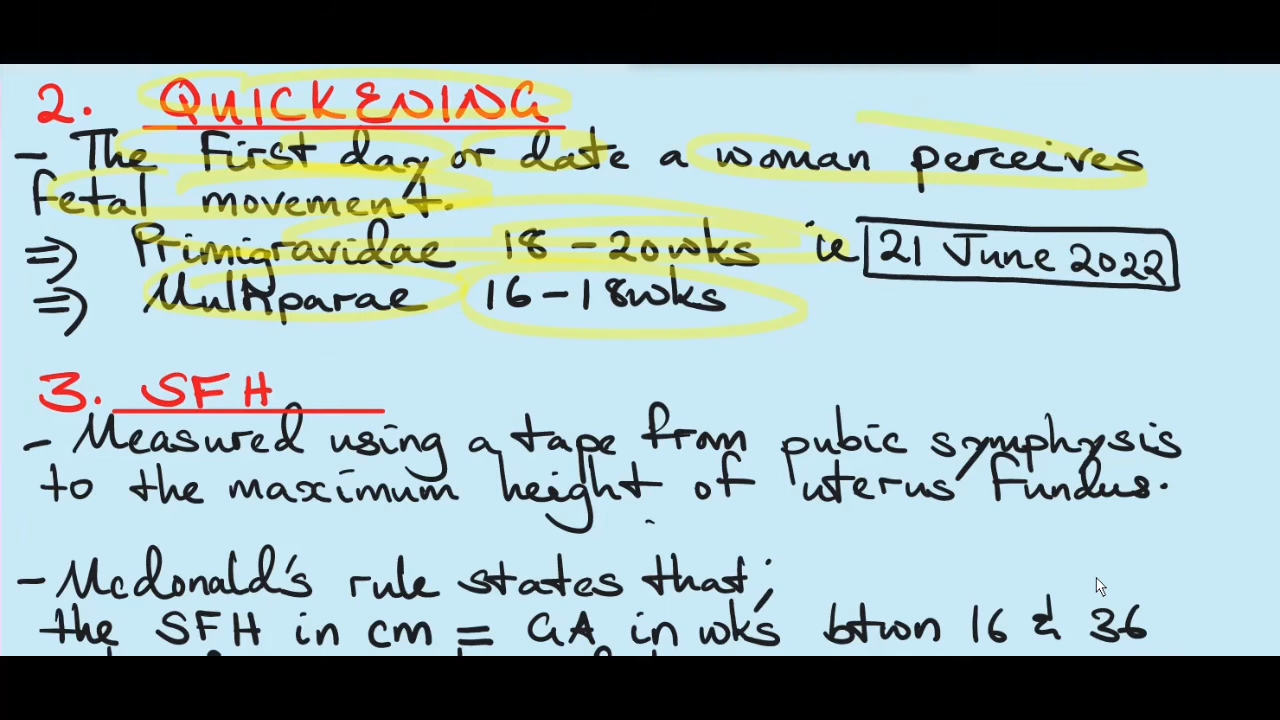 2. QUICKENING
- The First day or date a woman perceives
fetal movement.
⇒ Primigravidae 18-20wks ie 21 June 2022
⇒ Multiparae 16-18wks
3. SFH
- Measured using a tape from pubic symphysis
to the maximum height of uterus fundus.
- Mcdonald's rule states that;
the SFH in cm = GA in wks btwn 16 & 36